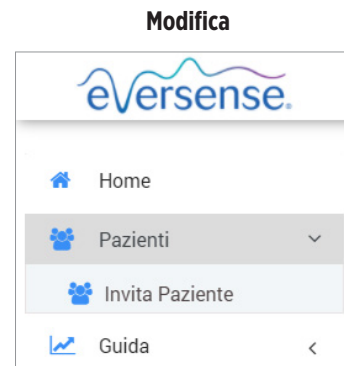 Modifica
eversense.
Home
Pazienti
Invita Paziente
Guida